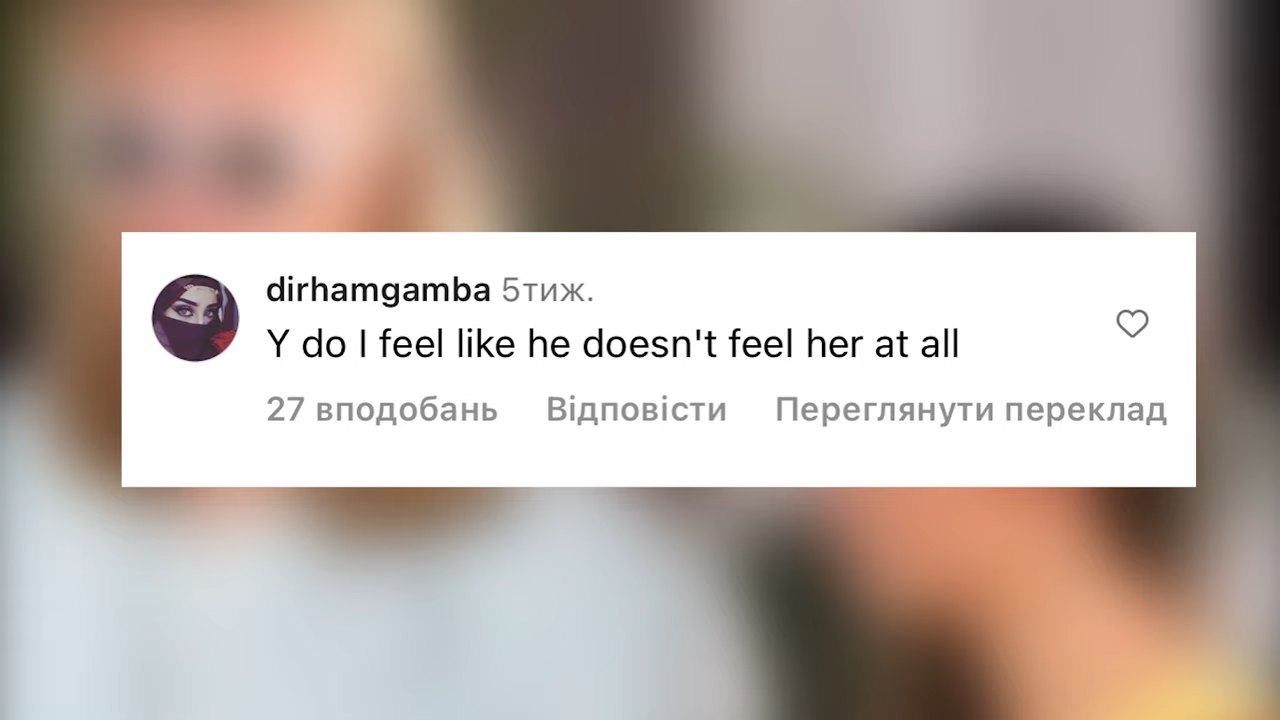 dirhamgamba 5тиж.
Y do I feel like he doesn't feel her at all
27 вподобань Відповісти Переглянути переклад